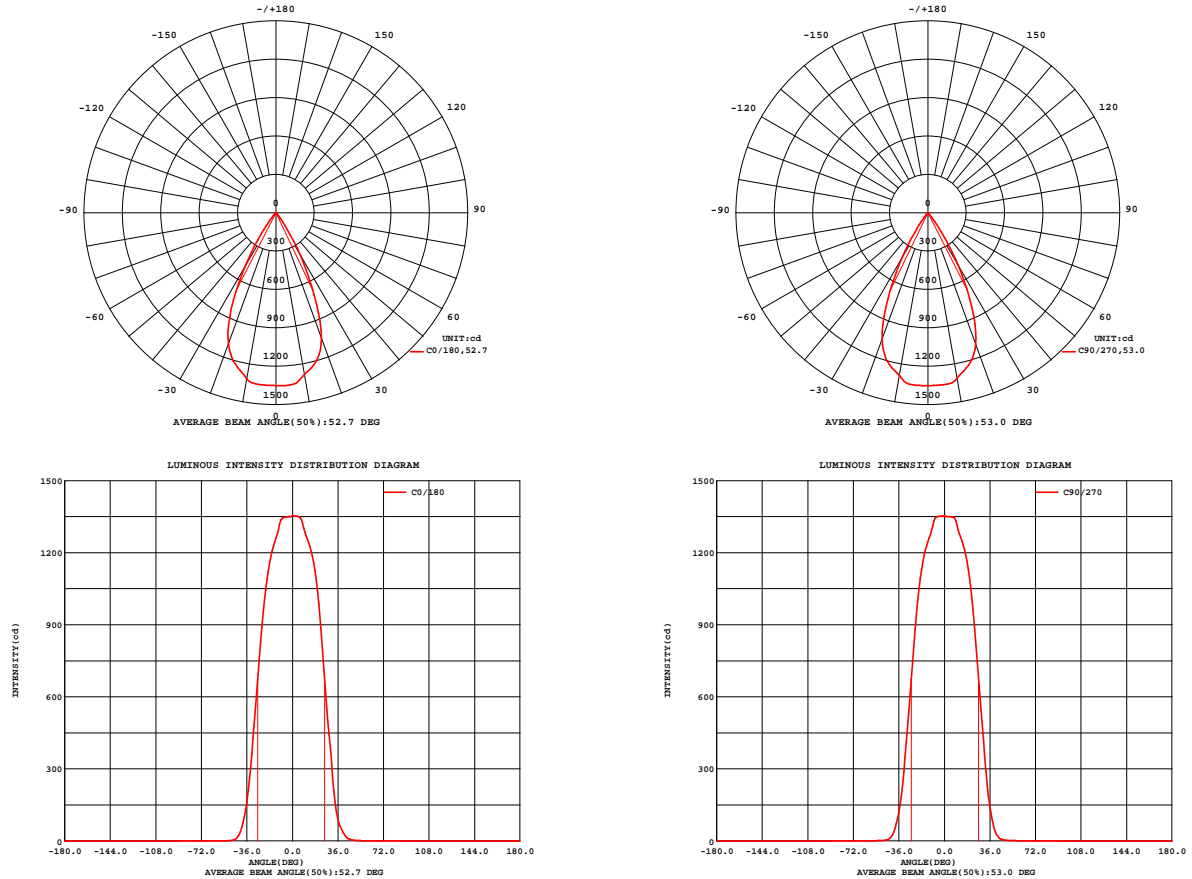 -/+180
-150 150
-120 120
-90 90
-60 60
-30 30
0
0
300
600
900
1200
1500
UNIT:cd
C0/180,52.7
AVERAGE BEAM ANGLE(50%):52.7 DEG
-/+180
-150 150
-120 120
-90 90
-60 60
-30 30
0
0
300
600
900
1200
1500
UNIT:cd
C90/270,53.0
AVERAGE BEAM ANGLE(50%):53.0 DEG
LUMINOUS INTENSITY DISTRIBUTION DIAGRAM
C0/180
INTENSITY(cd)
1500
1200
900
600
300
0
-180.0 -144.0 -108.0 -72.0 -36.0 0.0 36.0 72.0 108.0 144.0 180.0
ANGLE(DEG)
AVERAGE BEAM ANGLE(50%):52.7 DEG
LUMINOUS INTENSITY DISTRIBUTION DIAGRAM
C90/270
INTENSITY(cd)
1500
1200
900
600
300
0
-180.0 -144.0 -108.0 -72.0 -36.0 0.0 36.0 72.0 108.0 144.0 180.0
ANGLE(DEG)
AVERAGE BEAM ANGLE(50%):53.0 DEG